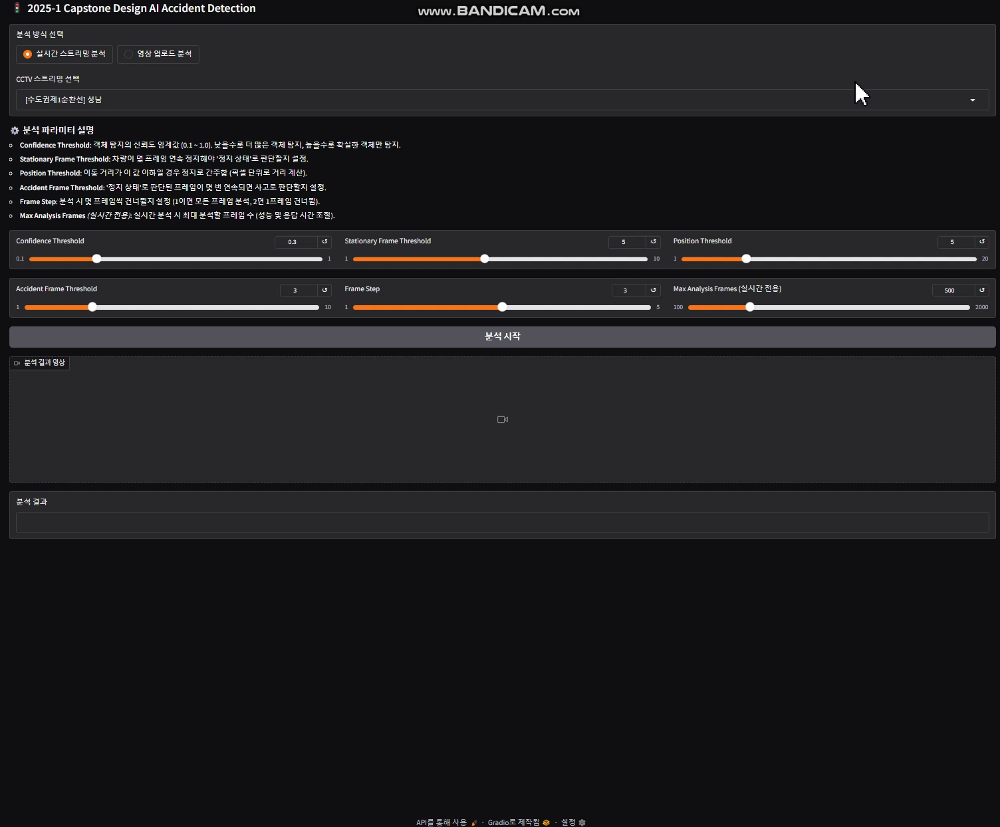 2025-1 Capstone Design AI Accident Detection
www.BANDICAM.com
분석 방식 선택
실시간 스트리밍 분석
영상 업로드 분석
CCTV 스트리밍 선택
[수도권제1순환선] 성남
분석 파라미터 설명
Confidence Threshold: 객체 탐지의 신뢰도 임계값 (0.1 ~ 1.0). 낮을수록 더 많은 객체 탐지, 높을수록 확실한 객체만 탐지.
Stationary Frame Threshold: 차량이 몇 프레임 연속 정지해야 '정지 상태'로 판단할지 설정.
Position Threshold: 이동 거리가 이 값 이하일 경우 정지로 간주함 (픽셀 단위로 거리 계산).
Accident Frame Threshold: '정지 상태'로 판단된 프레임이 몇 번 연속되면 사고로 판단할지 설정.
Frame Step: 분석 시 몇 프레임씩 건너뛸지 설정 (1이면 모든 프레임 분석, 2면 1프레임 건너뜀).
Max Analysis Frames (실시간 전용): 실시간 분석 시 최대 분석할 프레임 수 (성능 및 응답 시간 조절).
Confidence Threshold 0.3
0.1 1
Stationary Frame Threshold 5
1 10
Position Threshold 5
1 20
Accident Frame Threshold 3
1 10
Frame Step 3
1 5
Max Analysis Frames (실시간 전용) 500
100 2000
분석 시작
분석 결과 영상
분석 결과
API를 통해 사용 · Gradio로 제작됨 · 설정